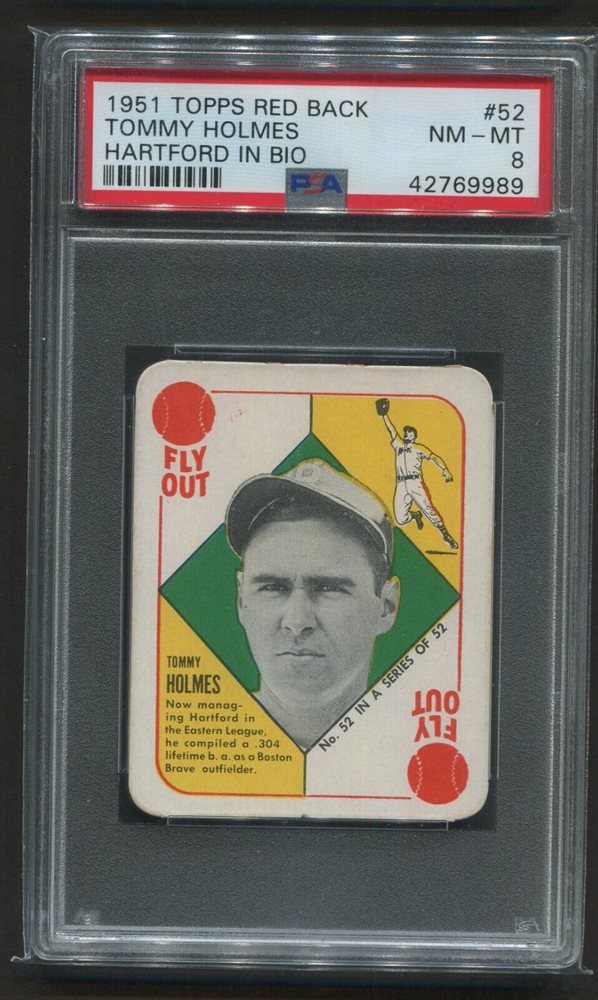 1951 TOPPS RED BACK #52
TOMMY HOLMES NM - MT
HARTFORD IN BIO 8
PSA 42769989
FLY
OUT
TOMMY
HOLMES
Now manag-
ing Hartford in
the Eastern League,
he compiled a .304
lifetime b. a. as a Boston
Brave outfielder.
No. 52 IN A SERIES OF 52
FLY
OUT
PSA